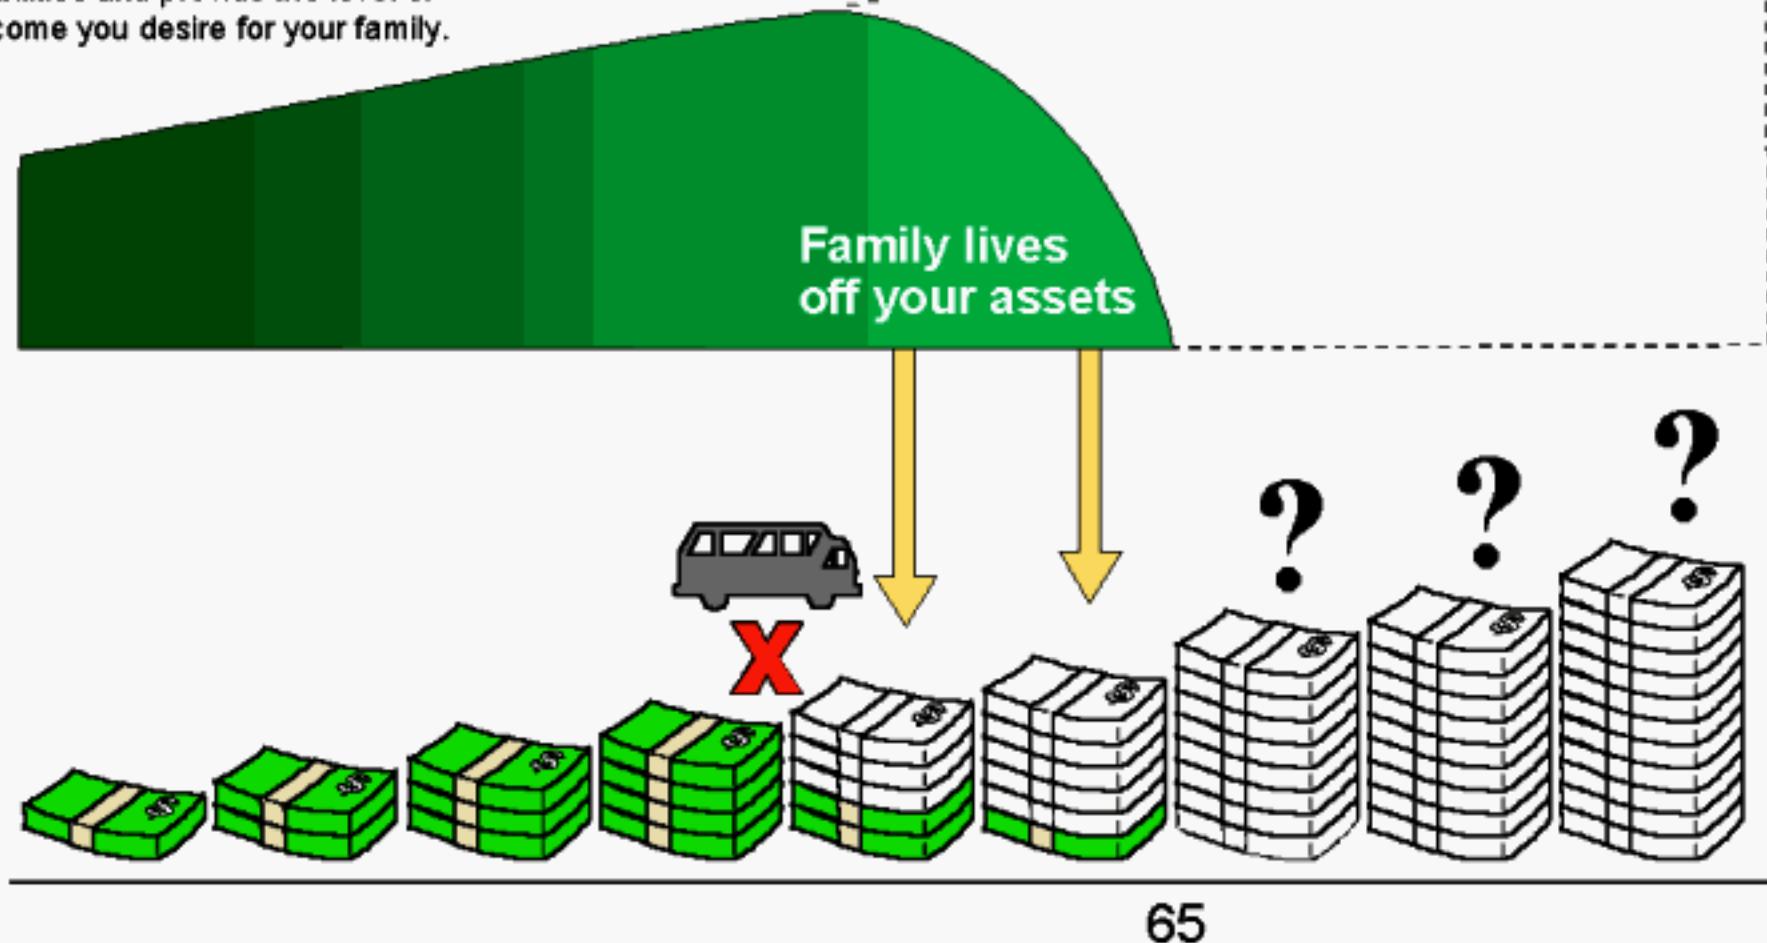 come you desire for your family.
Family lives
off your assets
X
?
?
?
65